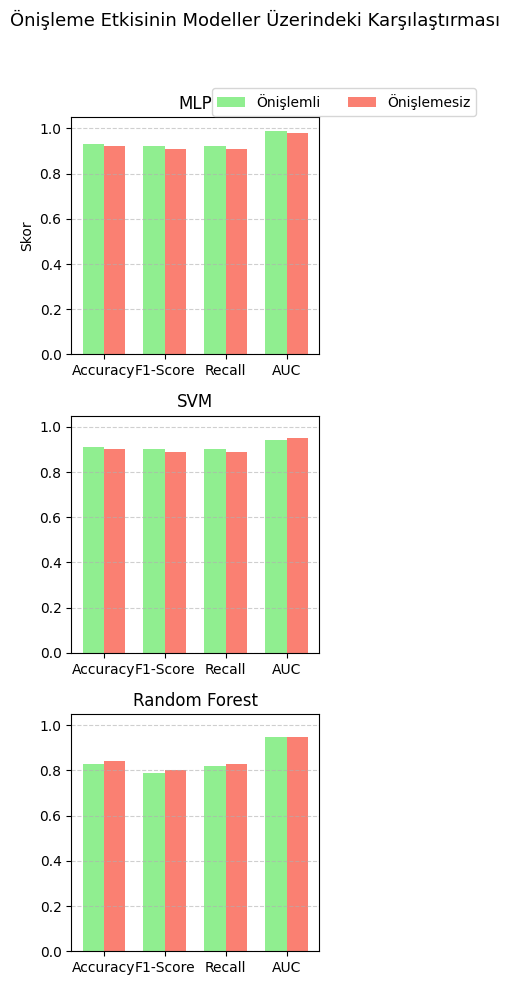 Önişleme Etkisinin Modeller Üzerindeki Karşılaştırması
MLP
Önişlemli
Önişlemesiz
Skor
1.0
0.8
0.6
0.4
0.2
0.0
Accuracy F1-Score Recall AUC
SVM
1.0
0.8
0.6
0.4
0.2
0.0
Accuracy F1-Score Recall AUC
Random Forest
1.0
0.8
0.6
0.4
0.2
0.0
Accuracy F1-Score Recall AUC